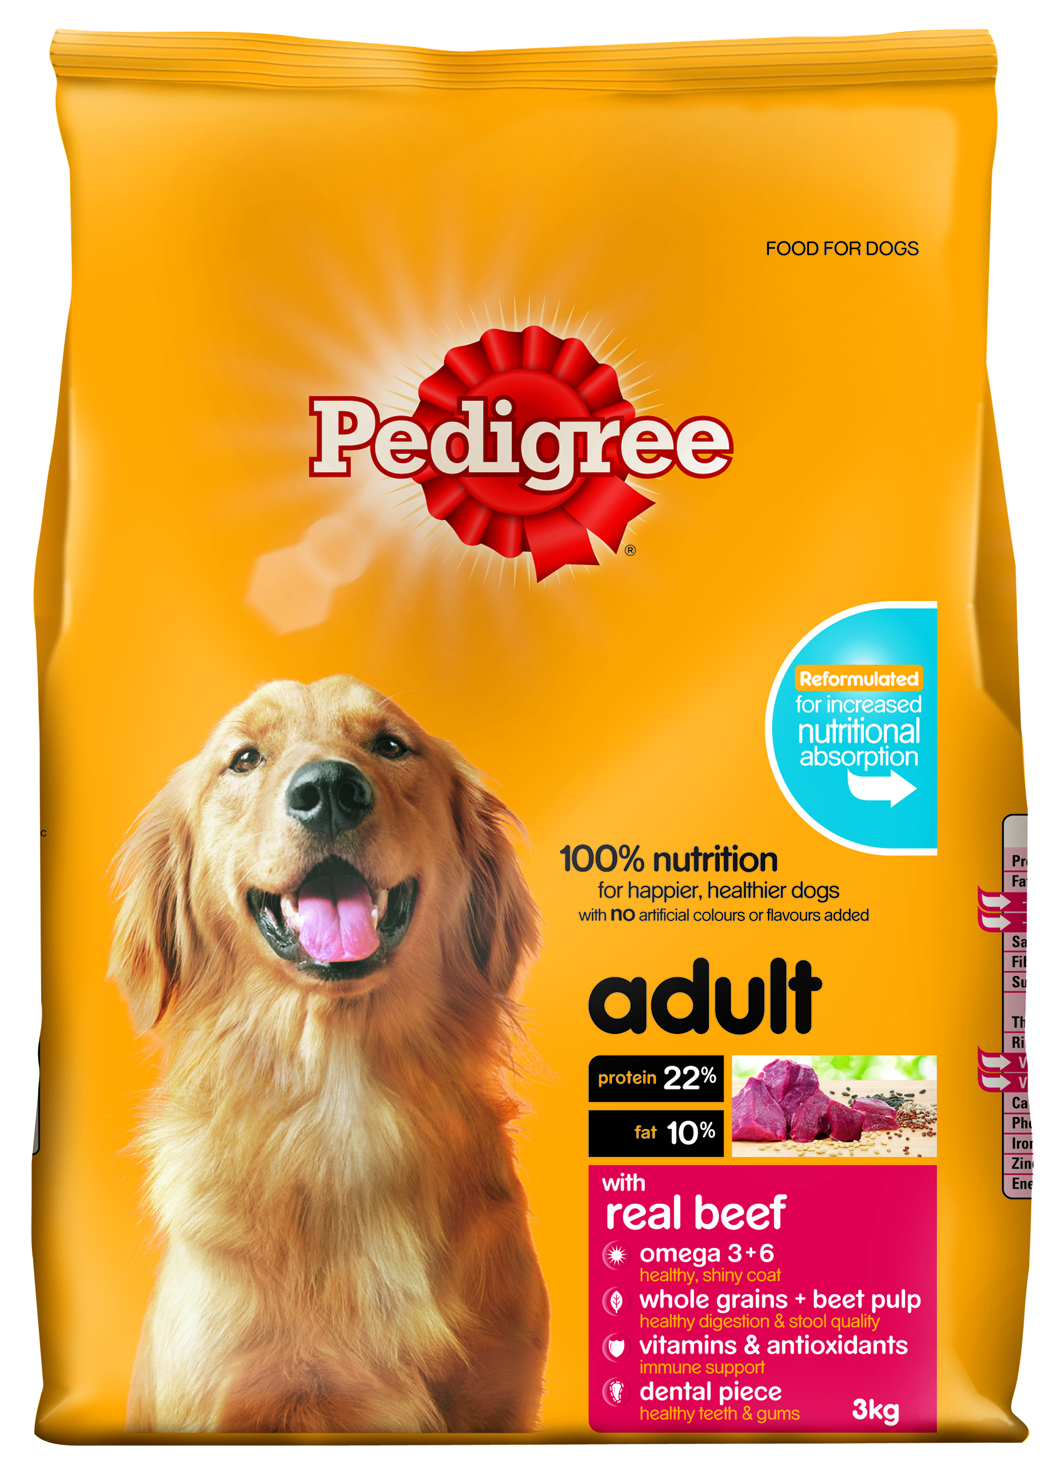 FOOD FOR DOGS
Pedigree
®
Reformulated
for increased
nutritional
absorption
100% nutrition
for happier, healthier dogs
with no artificial colours or flavours added
adult
protein 22%
fat 10%
with
real beef
omega 3+6
healthy, shiny coat
whole grains + beet pulp
healthy digestion & stool quality
vitamins & antioxidants
immune support
dental piece
healthy teeth & gums
3kg